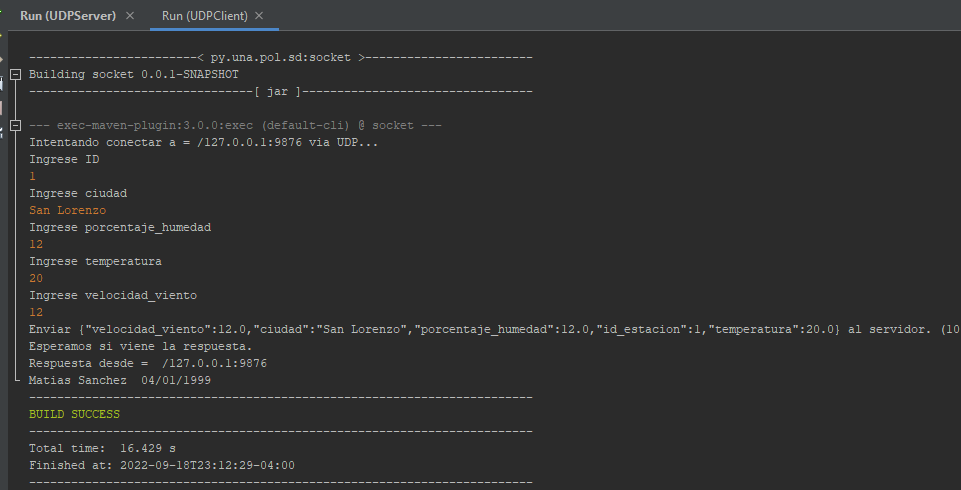 Run (UDPServer) × Run (UDPClient) ×
------------------------< py.una.pol.sd:socket >------------------------
Building socket 0.0.1-SNAPSHOT
--------------------------------[ jar ]---------------------------------
--- exec-maven-plugin:3.0.0:exec (default-cli) @ socket ---
Intentando conectar a = /127.0.0.1:9876 via UDP...
Ingrese ID
1
Ingrese ciudad
San Lorenzo
Ingrese porcentaje_humedad
12
Ingrese temperatura
20
Ingrese velocidad_viento
12
Enviar {"velocidad_viento":12.0,"ciudad":"San Lorenzo","porcentaje_humedad":12.0,"id_estacion":1,"temperatura":20.0} al servidor. (10
Esperamos si viene la respuesta.
Respuesta desde =  /127.0.0.1:9876
Matias Sanchez  04/01/1999
------------------------------------------------------------------------
BUILD SUCCESS
------------------------------------------------------------------------
Total time:  16.429 s
Finished at: 2022-09-18T23:12:29-04:00
------------------------------------------------------------------------